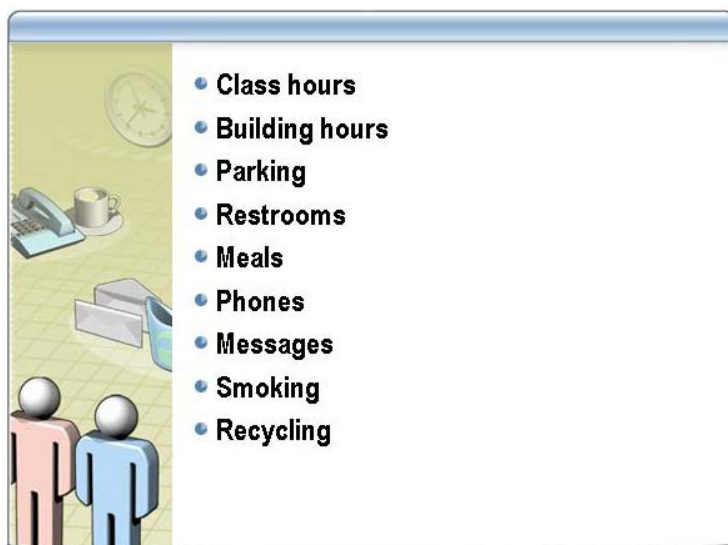 Class hours
Building hours
Parking
Restrooms
Meals
Phones
Messages
Smoking
Recycling